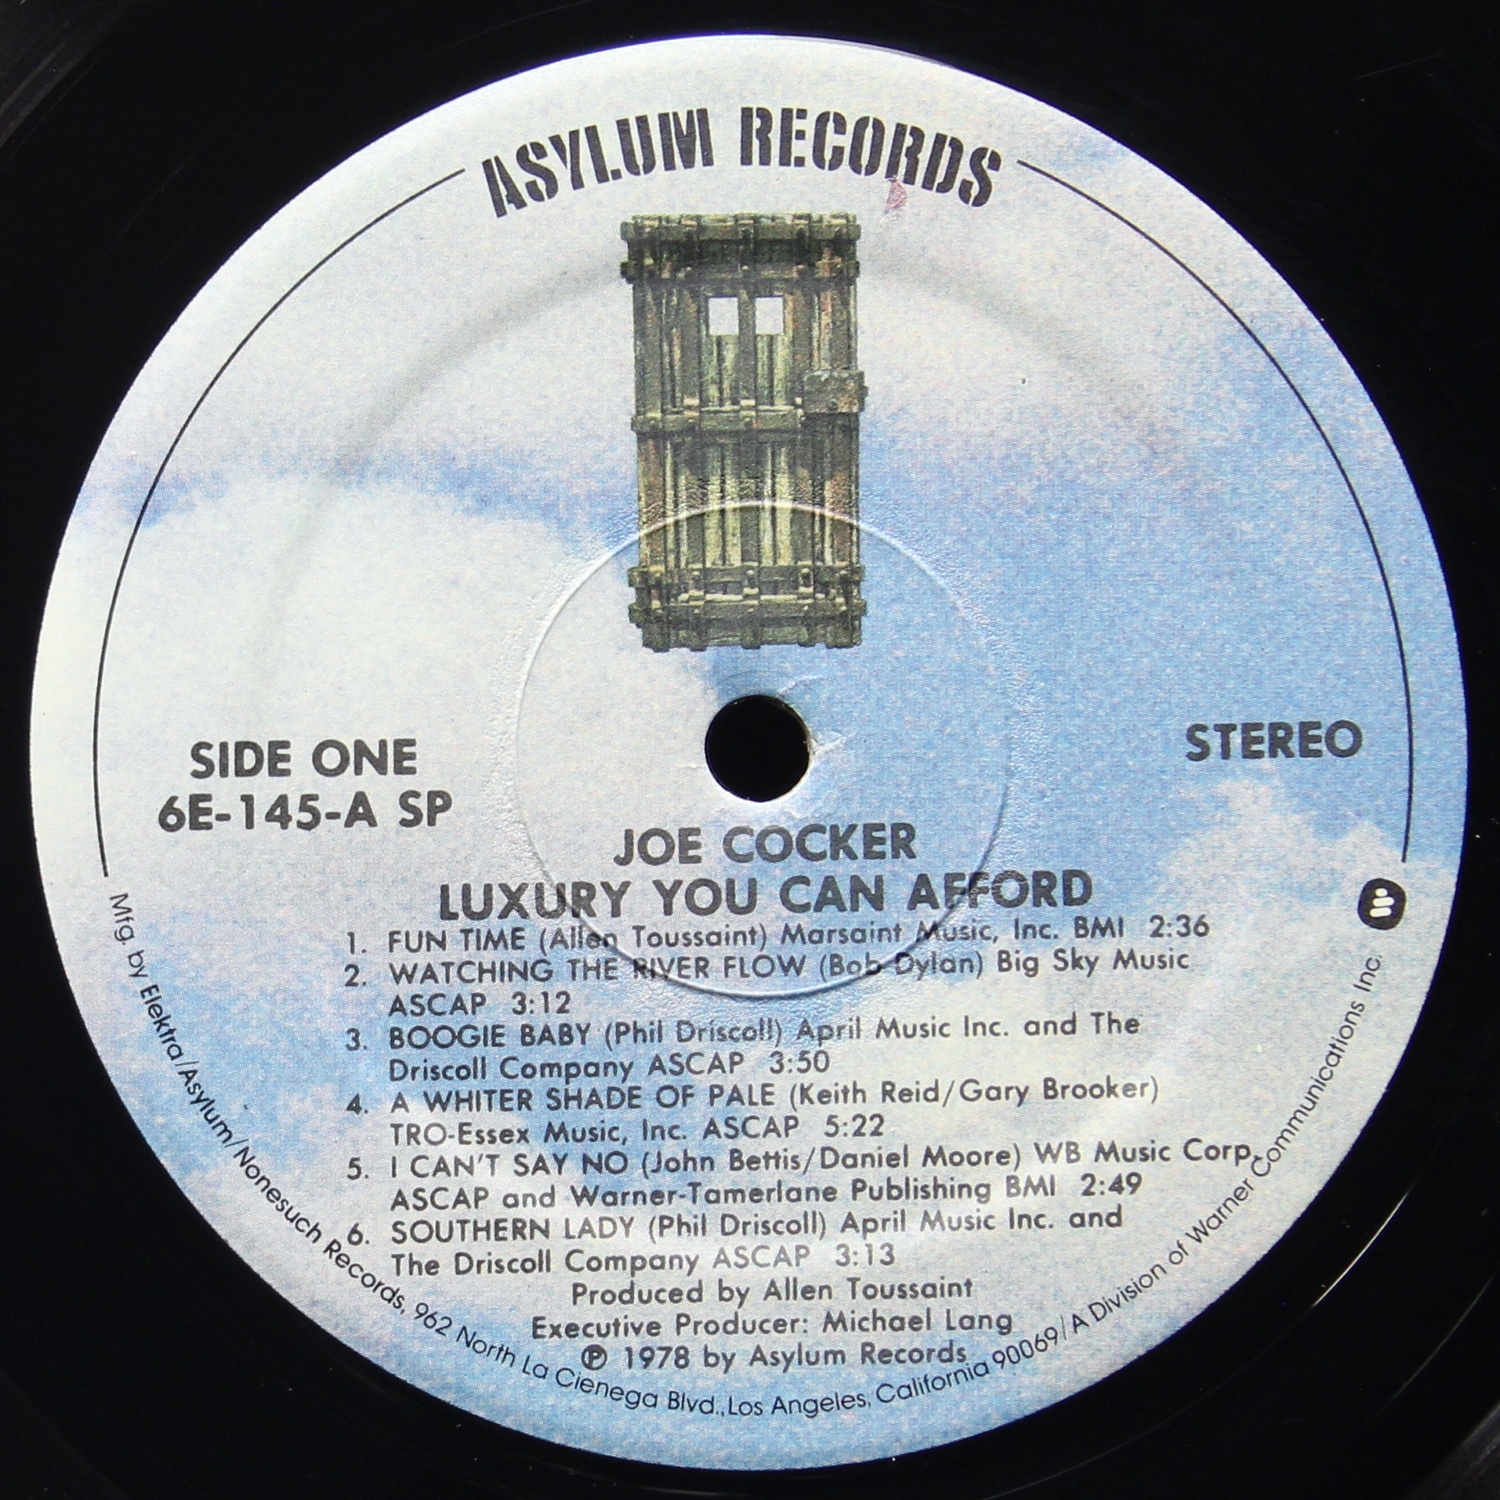 ASYLUM RECORDS
SIDE ONE
6E-145-A SP
STEREO
JOE COCKER
LUXURY YOU CAN AFFORD
1. FUN TIME (Allen Toussaint) Marsaint Music, Inc. BMI 2:36
2. WATCHING THE RIVER FLOW (Bob Dylan) Big Sky Music
ASCAP 3:12
3. BOOGIE BABY (Phil Driscoll) April Music Inc. and The
Driscoll Company ASCAP 3:50
4. A WHITER SHADE OF PALE (Keith Reid/Gary Brooker)
TRO-Essex Music, Inc. ASCAP 5:22
5. I CAN'T SAY NO (John Bettis/Daniel Moore) WB Music Corp.
ASCAP and Warner-Tamerlane Publishing BMI 2:49
6. SOUTHERN LADY (Phil Driscoll) April Music Inc. and
The Driscoll Company ASCAP 3:13
Produced by Allen Toussaint
Executive Producer: Michael Lang
℗ 1978 by Asylum Records
Mfg. by Elektra/Asylum/Nonesuch Records, 962 North La Cienega Blvd., Los Angeles, California 90069/A Division of Warner Communications Inc.